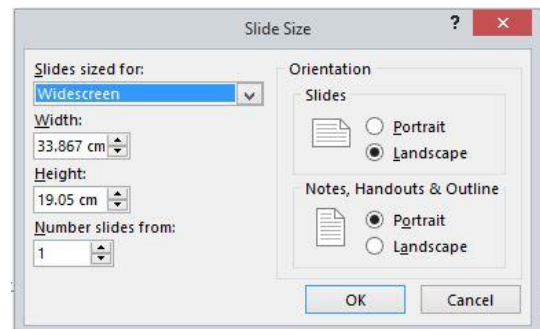 Slide Size
?
Slides sized for:
Widescreen
Width:
33.867 cm
Height:
19.05 cm
Number slides from:
1
Orientation
Slides
Portrait
Landscape
Notes, Handouts & Outline
Portrait
Landscape
OK
Cancel